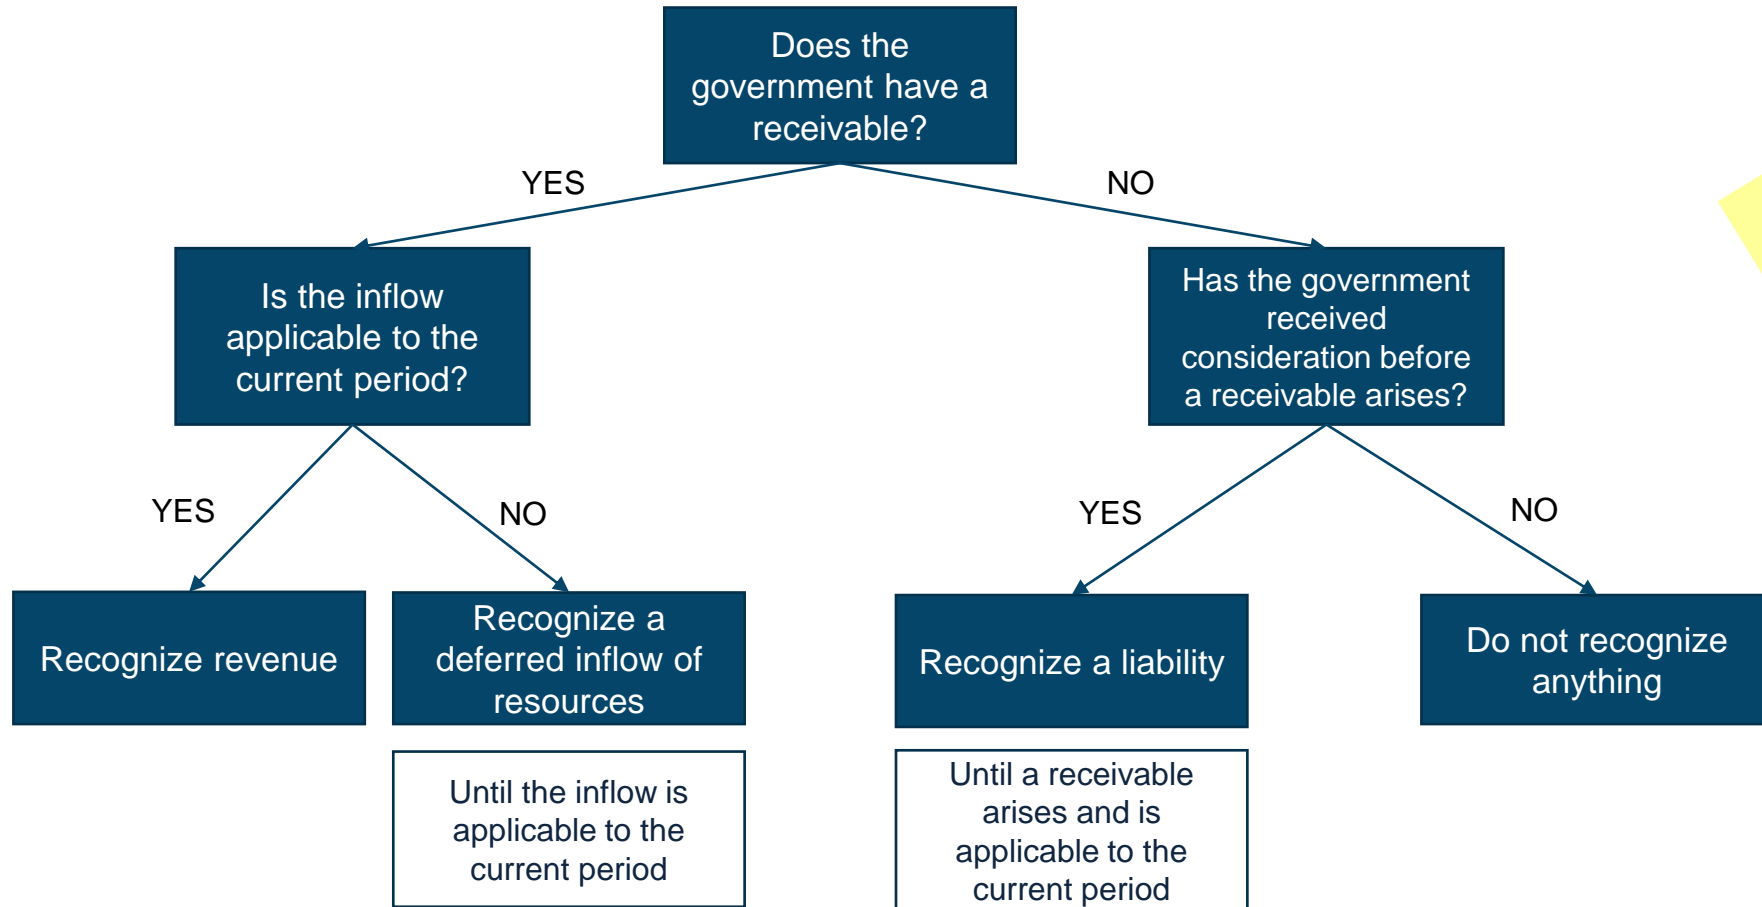 Does the
government have a
receivable?
YES
NO
Is the inflow
applicable to the
current period?
Has the government
received
consideration before
a receivable arises?
YES
NO
YES
NO
Recognize revenue
Recognize a
deferred inflow of
resources
Recognize a liability
Do not recognize
anything
Until the inflow is
applicable to the
current period
Until a receivable
arises and is
applicable to the
current period